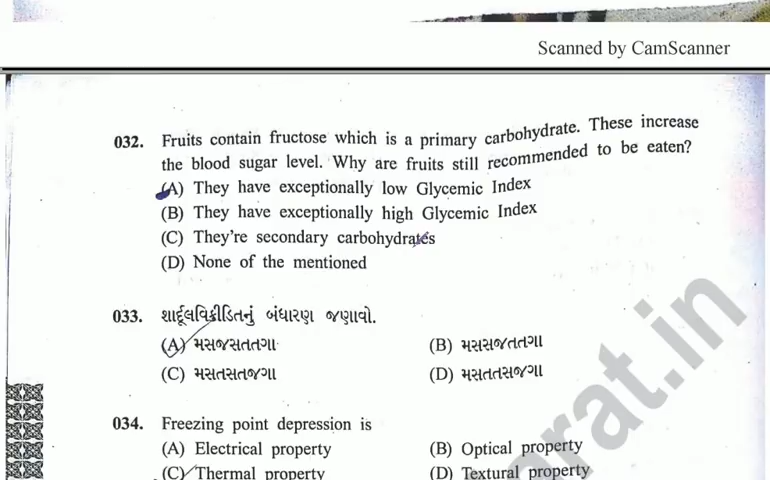 Scanned by CamScanner
032. Fruits contain fructose which is a primary carbohydrate. These increase
the blood sugar level. Why are fruits still recommended to be eaten?
(A) They have exceptionally low Glycemic Index
(B) They have exceptionally high Glycemic Index
(C) They're secondary carbohydrates
(D) None of the mentioned
033. શાર્દૂલવિક્રીડિતનું બંધારણ જણાવો.
(A) મસજસતતગા (B) મસસજતતગા
(C) મસતસતજગા (D) મસતતસજગા
034. Freezing point depression is
(A) Electrical property (B) Optical property
(C) Thermal property (D) Textural property
arat.in